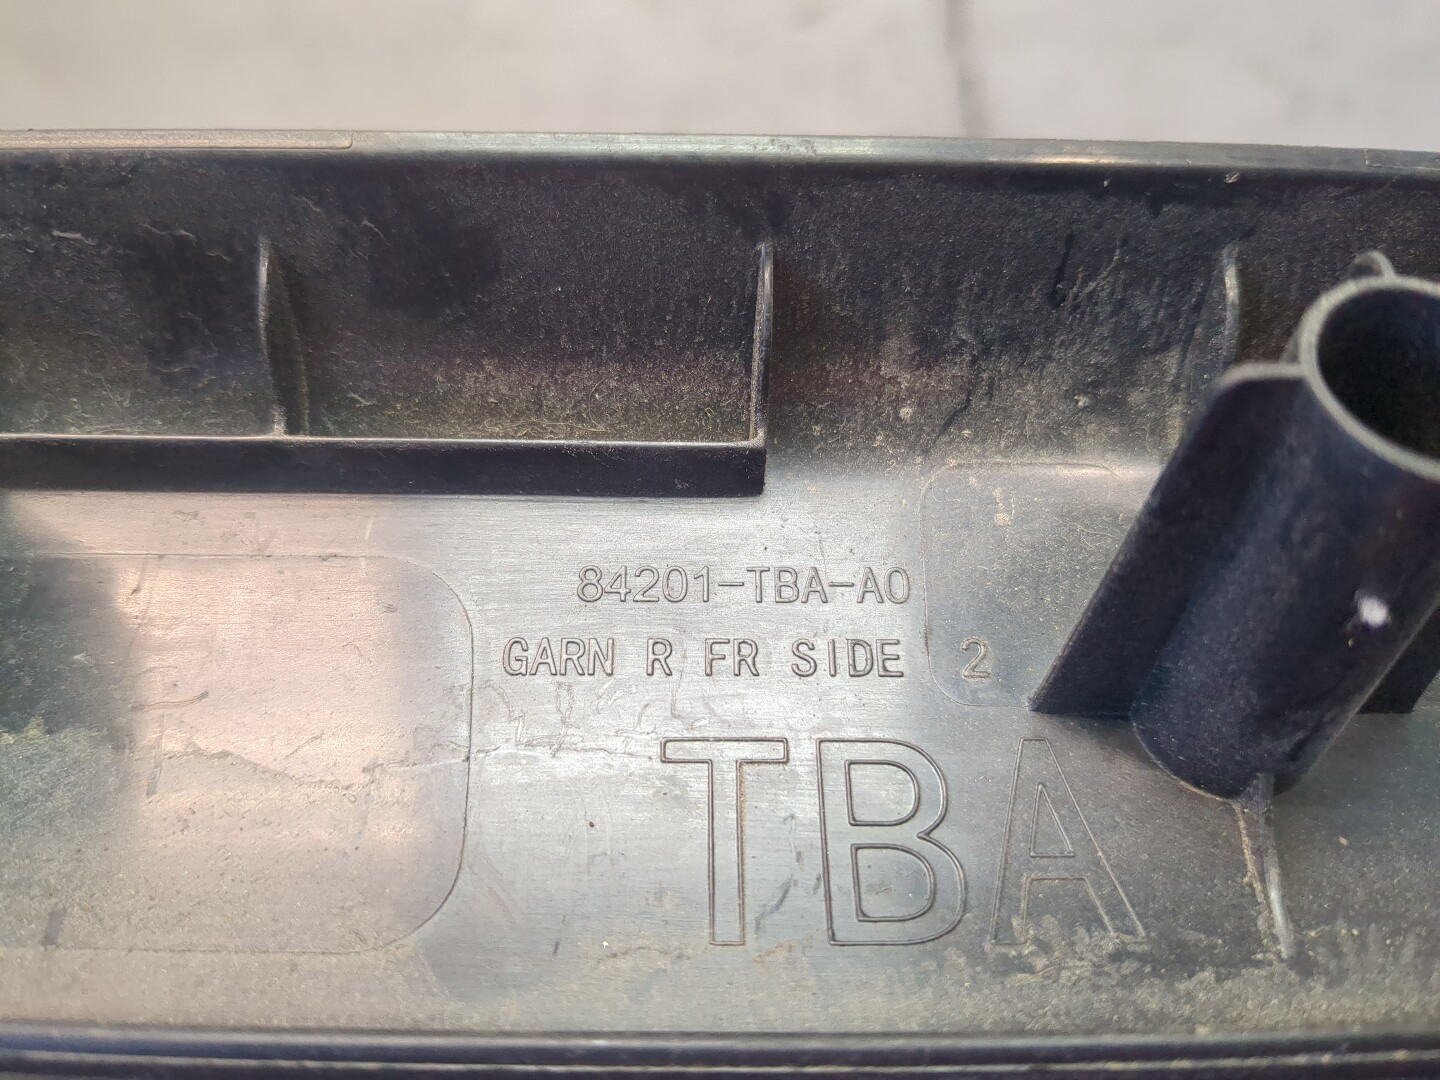 84201-TBA-A0
GARN R FR SIDE 2
TBA